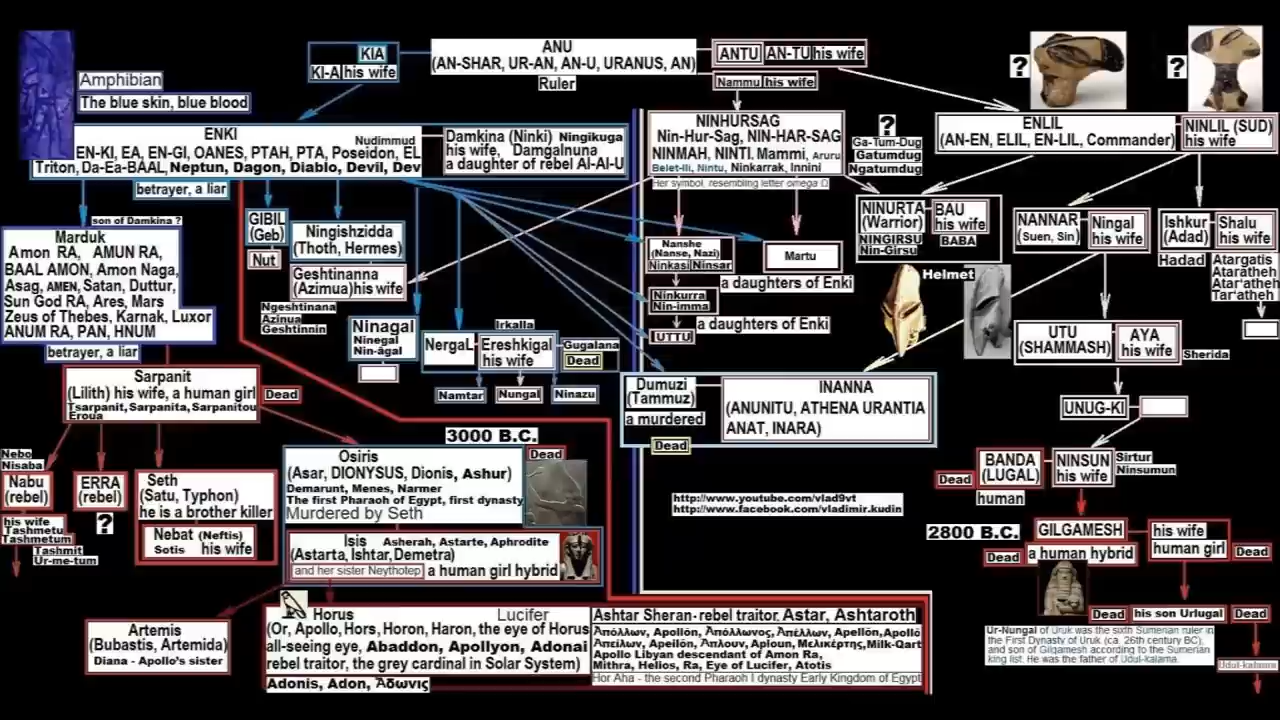 KIA
KI-A his wife
ANU
(AN-SHAR, UR-AN, AN-U, URANUS, AN)
Ruler
ANTU AN-TU his wife
Nammu his wife
?
?
Amphibian
The blue skin, blue blood
ENKI
Nudimmud
EN-KI, EA, EN-GI, OANES, PTAH, PTA, Poseidon, EL
Triton, Da-Ea-BAAL, Neptun, Dagon, Diablo, Devil, Dev
betrayer, a liar
Damkina (Ninki) Ningikuga
his wife, Damgalnuna
a daughter of rebel Al-Al-U
NINHURSAG
Nin-Hur-Sag, NIN-HAR-SAG
NINMAH, NINTI, Mammi, Aruru
Belet-Ili, Nintu, Ninkarrak, Innini
Her symbol, resembling letter omega Ω
?
Ga-Tum-Dug
Gatumdug
Ngatumdug
ENLIL
(AN-EN, ELIL, EN-LIL, Commander)
NINLIL (SUD)
his wife
son of Damkina ?
Marduk
Amon RA, AMUN RA,
BAAL AMON, Amon Naga,
Asag, AMEN, Satan, Duttur,
Sun God RA, Ares, Mars
Zeus of Thebes, Karnak, Luxor
ANUM RA, PAN, HNUM
betrayer, a liar
GIBIL
(Geb)
Nut
Ningishzidda
(Thoth, Hermes)
Geshtinanna
(Azimua)his wife
Ngeshtinana
Azinua
Geshtinnin
Ninagal
Ninegal
Nin-âgal
NergaL
Irkalla
Ereshkigal
his wife
Gugalana
Dead
Namtar
Nungal
Ninazu
Nanshe
(Nanse, Nazi)
Ninkasi Ninsar
Martu
a daughters of Enki
Ninkurra
Nin-imma
a daughters of Enki
UTTU
NINURTA
(Warrior)
NINGIRSU
Nin-Girsu
BAU
his wife
BABA
Helmet
NANNAR
(Suen, Sin)
Ningal
his wife
Ishkur
(Adad)
Hadad
Shalu
his wife
Atargatis
Ataratheh
Atar'atheh
Tar'atheh
UTU
(SHAMMASH)
AYA
his wife
Sherida
UNUG-KI
Dumuzi
(Tammuz)
a murdered
Dead
INANNA
(ANUNITU, ATHENA URANTIA
ANAT, INARA)
Sarpanit
(Lilith) his wife, a human girl
Tsarpanit, Sarpanita, Sarpanitou
Eroua
Dead
Nebo
Nisaba
Nabu
(rebel)
his wife
Tashmetu
Tashmetum
Tashmit
Ur-me-tum
ERRA
(rebel)
?
Seth
(Satu, Typhon)
he is a brother killer
Nebat (Neftis)
Sotis his wife
3000 B.C.
Osiris
(Asar, DIONYSUS, Dionis, Ashur)
Demarunt, Menes, Narmer
The first Pharaoh of Egypt, first dynasty
Murdered by Seth
Dead
Isis Asherah, Astarte, Aphrodite
(Astarta, Ishtar, Demetra)
and her sister Neythotep a human girl hybrid
http://www.youtube.com/vlad9vt
http://www.facebook.com/vladimir.kudin
BANDA
(LUGAL)
Dead
human
NINSUN
his wife
Sirtur
Ninsumun
2800 B.C.
GILGAMESH
Dead
a human hybrid
his wife
human girl
Dead
Dead
his son Urlugal
Dead
Ur-Nungal of Uruk was the sixth Sumerian ruler in
the First Dynasty of Uruk (ca. 26th century BC),
and son of Gilgamesh according to the Sumerian
king list. He was the father of Udul-kalama.
Udul-kalama
Artemis
(Bubastis, Artemida)
Diana - Apollo's sister
Horus Lucifer
(Or, Apollo, Hors, Horon, Haron, the eye of Horus
all-seeing eye, Abaddon, Apollyon, Adonai
rebel traitor, the grey cardinal in Solar System)
Adonis, Adon, Ἄδωνις
Ashtar Sheran-rebel traitor, Astar, Ashtaroth
Ἀπόλλων, Apollōn, Ἀπόλλωνος, Ἀπέλλων, Apellōn, Apollō
Ἀπείλων, Apeilōn, Ἄπλουν, Aploun, Μελικέρτης, Milk-Qart
Apollo Libyan descendant of Amon Ra,
Mithra, Helios, Ra, Eye of Lucifer, Atotis
Hor Aha - the second Pharaoh I dynasty Early Kingdom of Egypt